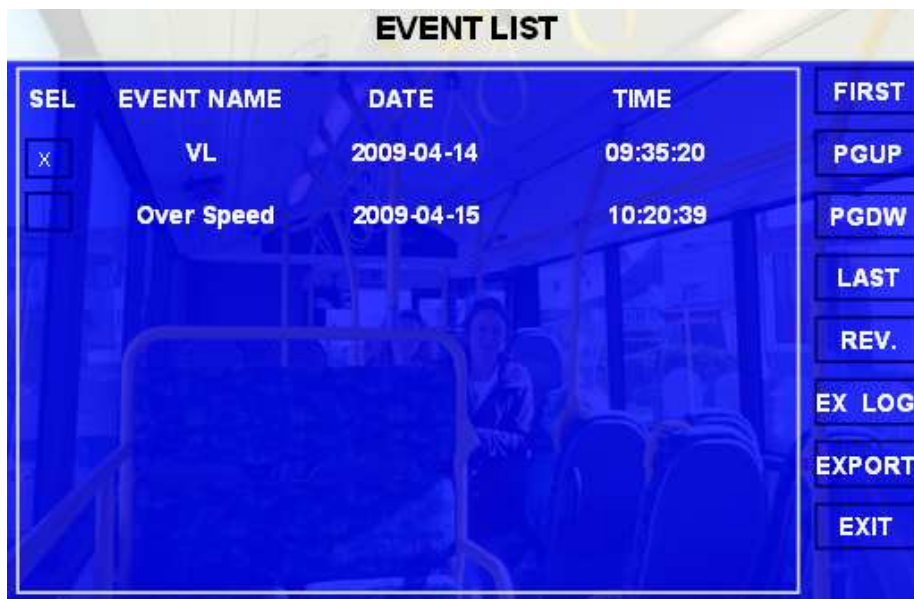 EVENT LIST
SEL EVENT NAME DATE TIME
X VL 2009-04-14 09:35:20
Over Speed 2009-04-15 10:20:39
FIRST
PGUP
PGDW
LAST
REV.
EX LOG
EXPORT
EXIT